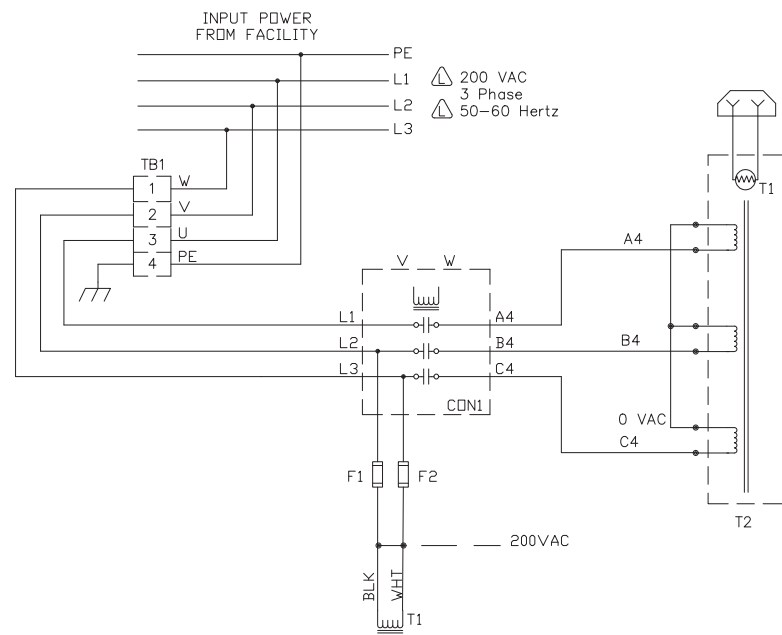 INPUT POWER
FROM FACILITY
PE
L1
L 200 VAC
3 Phase
L2
L 50-60 Hertz
L3
TB1
1 W
2 V
3 U
4 PE
T1
A4
V W
L1 A4
L2 B4 B4
L3 C4
CON1
0 VAC
C4
F1 F2
T2
200VAC
BLK
WHT
T1